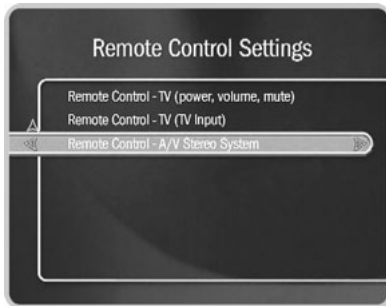 Remote Control Settings
Remote Control - TV (power, volume, mute)
Remote Control - TV (TV Input)
Remote Control - A/V Stereo System